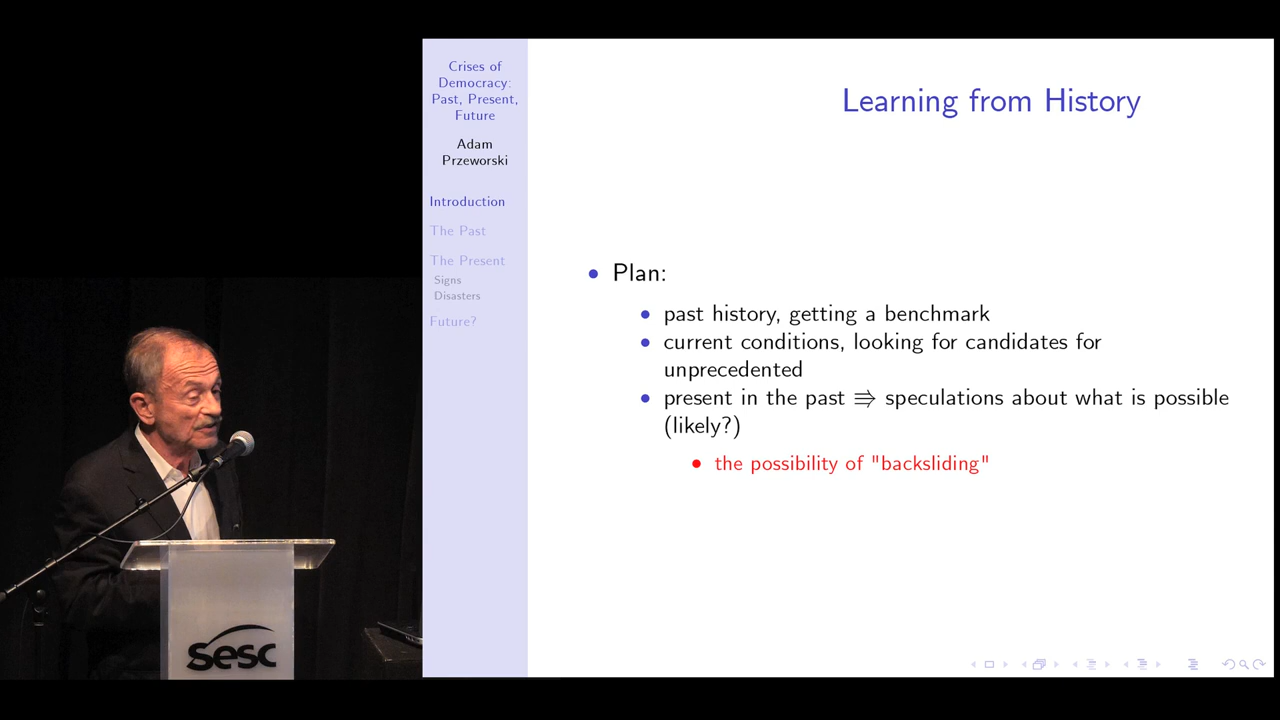 Crises of
Democracy:
Past, Present,
Future
Adam
Przeworski
Introduction
The Past
The Present
Signs
Disasters
Future?
Learning from History
• Plan:
• past history, getting a benchmark
• current conditions, looking for candidates for
unprecedented
• present in the past ⇛ speculations about what is possible
(likely?)
• the possibility of "backsliding"
sesc